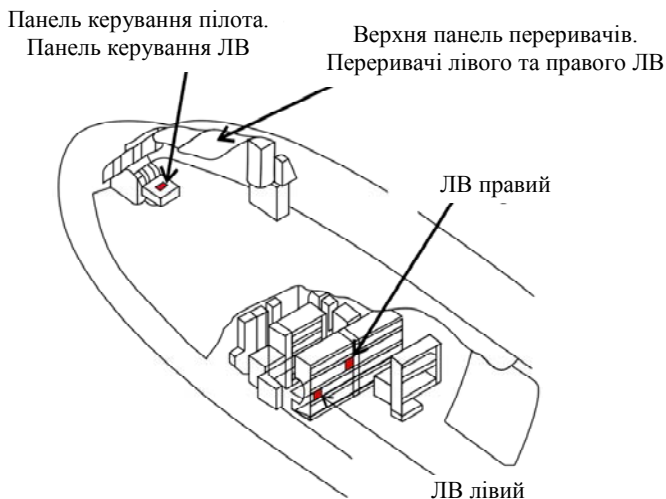 Панель керування пілота.
Панель керування ЛВ
Верхня панель переривачів.
Переривачі лівого та правого ЛВ
ЛВ правий
ЛВ лівий